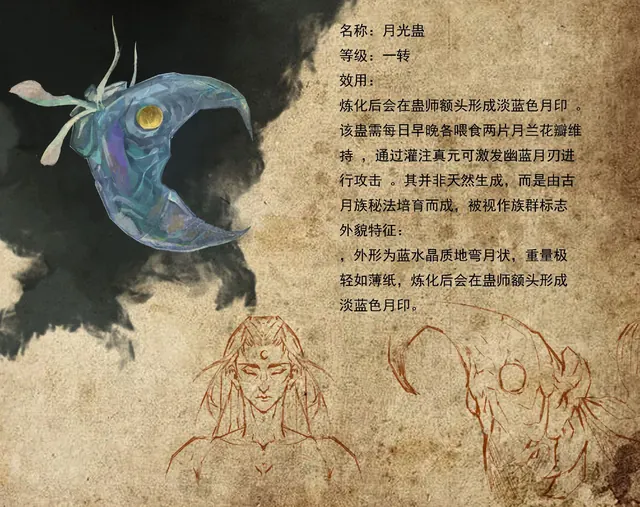 名称：月光蛊
等级：一转
效用：
炼化后会在蛊师额头形成淡蓝色月印 。
该蛊需每日早晚各喂食两片月兰花瓣维
持 ，通过灌注真元可激发幽蓝月刃进
行攻击 。其并非天然生成，而是由古
月族秘法培育而成，被视作族群标志
外貌特征：
，外形为蓝水晶质地弯月状，重量极
轻如薄纸，炼化后会在蛊师额头形成
淡蓝色月印。